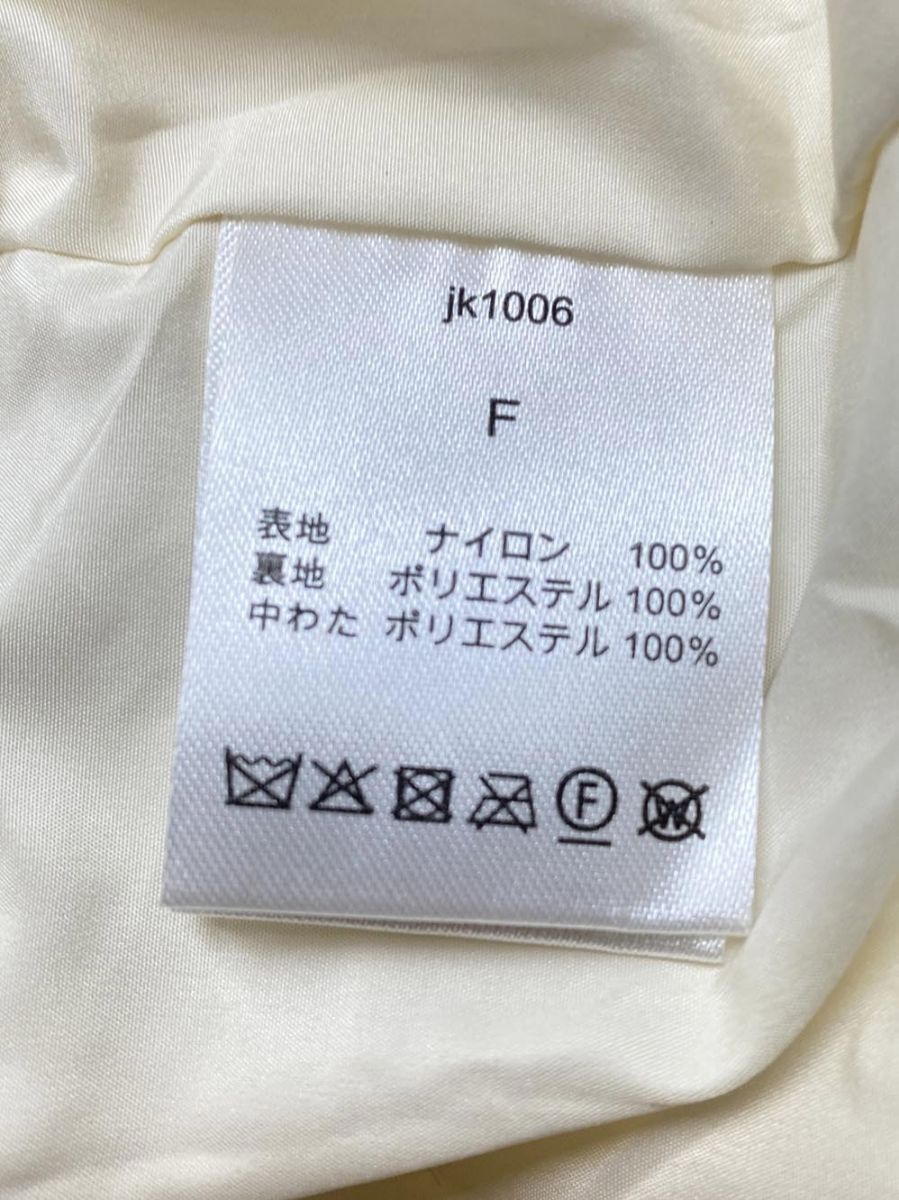 jk1006
F
表地 ナイロン 100%
裏地 ポリエステル 100%
中わた ポリエステル 100%
F W